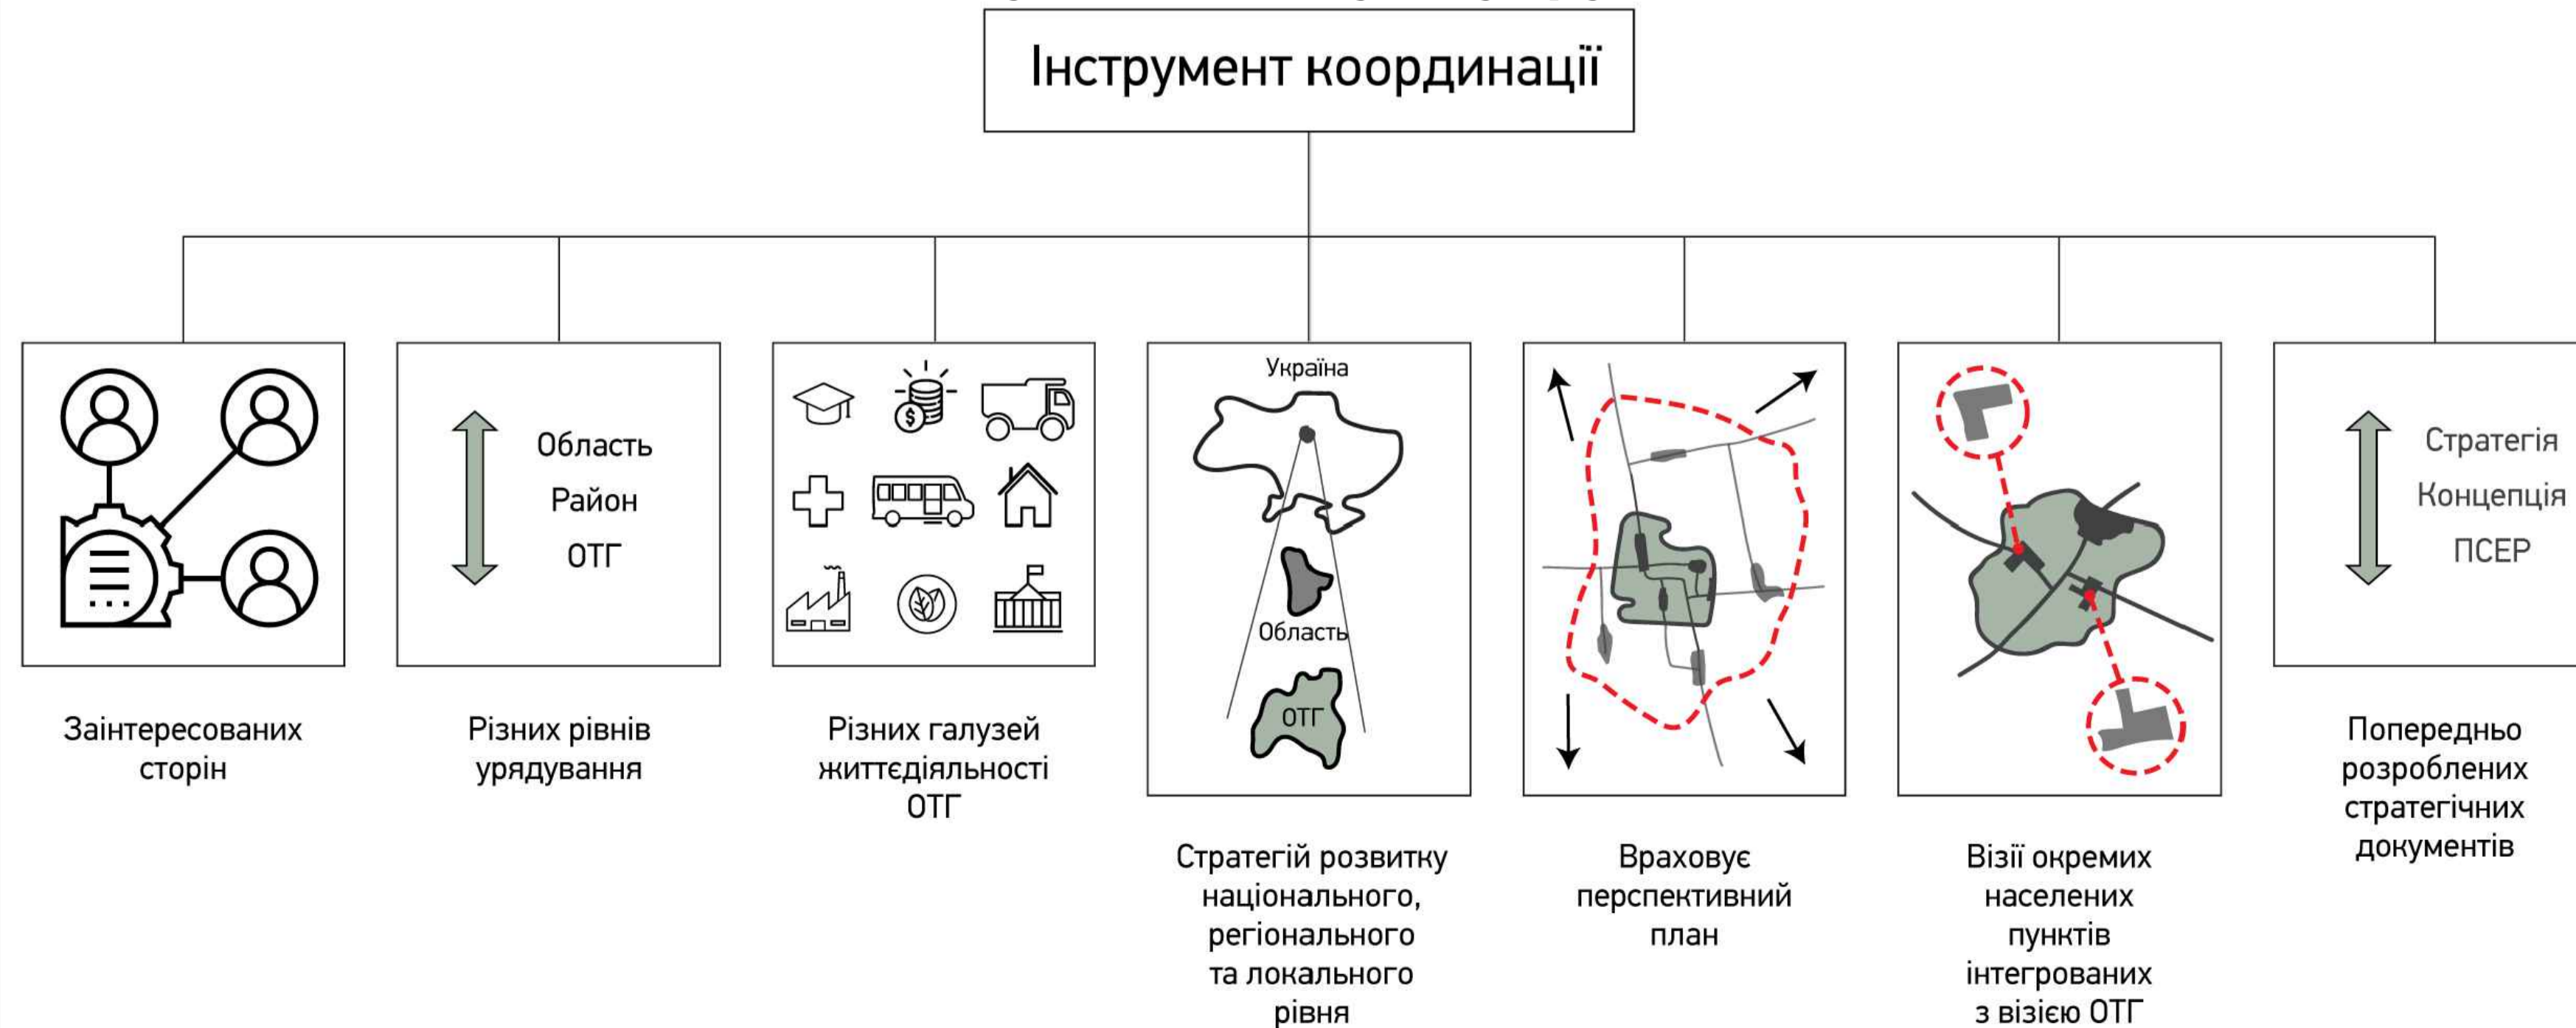 Інструмент координації
Область
Район
ОТГ
Україна
Область
ОТГ
Стратегія
Концепція
ПСЕР
Заінтересованих
сторін
Різних рівнів
урядування
Різних галузей
життєдіяльності
ОТГ
Стратегій розвитку
національного,
регіонального
та локального
рівня
Враховує
перспективний
план
Візії окремих
населених
пунктів
інтегрованих
з візією ОТГ
Попередньо
розроблених
стратегічних
документів